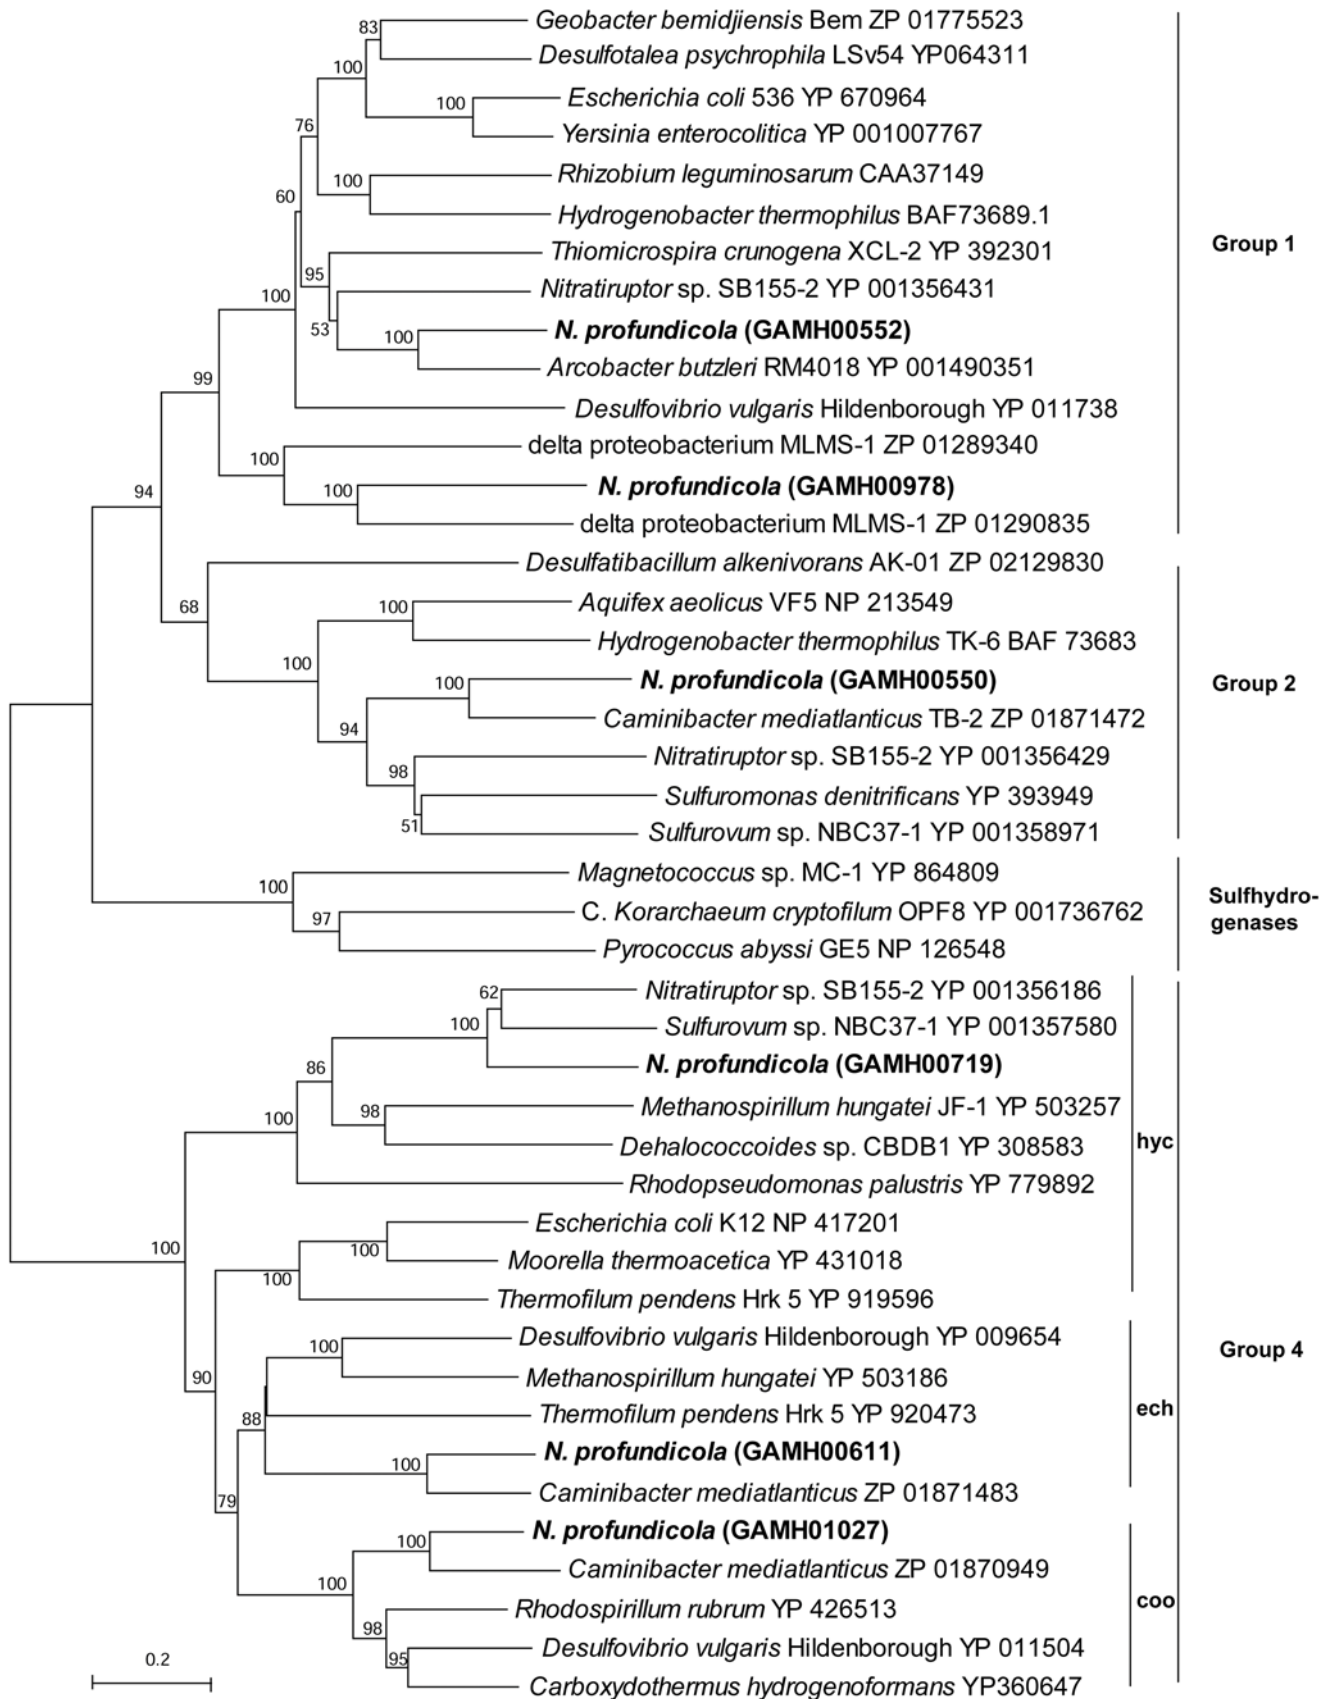 83
Geobacter bemidjiensis Bem ZP 01775523
Desulfotalea psychrophila LSv54 YP064311
100
100
Escherichia coli 536 YP 670964
Yersinia enterocolitica YP 001007767
76
100
Rhizobium leguminosarum CAA37149
Hydrogenobacter thermophilus BAF73689.1
60
Group 1
Thiomicrospira crunogena XCL-2 YP 392301
95
Nitratiruptor sp. SB155-2 YP 001356431
100
53
100
N. profundicola (GAMH00552)
Arcobacter butzleri RM4018 YP 001490351
99
Desulfovibrio vulgaris Hildenborough YP 011738
delta proteobacterium MLMS-1 ZP 01289340
100
94
100
N. profundicola (GAMH00978)
delta proteobacterium MLMS-1 ZP 01290835
Desulfatibacillum alkenivorans AK-01 ZP 02129830
68
100
Aquifex aeolicus VF5 NP 213549
Hydrogenobacter thermophilus TK-6 BAF 73683
100
100
N. profundicola (GAMH00550)
Group 2
Caminibacter mediatlanticus TB-2 ZP 01871472
94
Nitratiruptor sp. SB155-2 YP 001356429
98
Sulfuromonas denitrificans YP 393949
51
Sulfurovum sp. NBC37-1 YP 001358971
Magnetococcus sp. MC-1 YP 864809
100
Sulfhydro-
genases
97
C. Korarchaeum cryptofilum OPF8 YP 001736762
Pyrococcus abyssi GE5 NP 126548
62
Nitratiruptor sp. SB155-2 YP 001356186
100
Sulfurovum sp. NBC37-1 YP 001357580
N. profundicola (GAMH00719)
86
98
Methanospirillum hungatei JF-1 YP 503257
100
hyc
Dehalococcoides sp. CBDB1 YP 308583
Rhodopseudomonas palustris YP 779892
100
Escherichia coli K12 NP 417201
100
Moorella thermoacetica YP 431018
100
Thermofilum pendens Hrk 5 YP 919596
100
Desulfovibrio vulgaris Hildenborough YP 009654
Group 4
90
Methanospirillum hungatei YP 503186
88
Thermofilum pendens Hrk 5 YP 920473
ech
100
N. profundicola (GAMH00611)
Caminibacter mediatlanticus ZP 01871483
79
100
N. profundicola (GAMH01027)
Caminibacter mediatlanticus ZP 01870949
100
coo
Rhodospirillum rubrum YP 426513
98
Desulfovibrio vulgaris Hildenborough YP 011504
95
0.2
Carboxydothermus hydrogenoformans YP360647